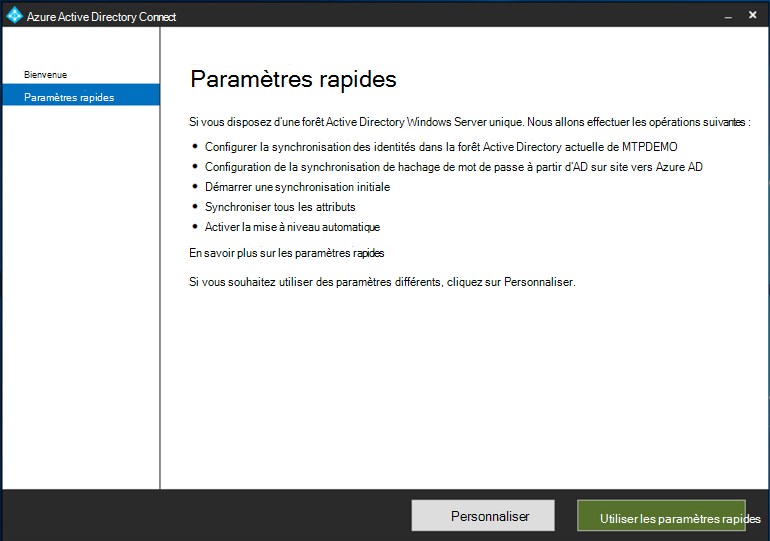 Azure Active Directory Connect
Bienvenue
Paramètres rapides
Paramètres rapides
Si vous disposez d'une forêt Active Directory Windows Server unique. Nous allons effectuer les opérations suivantes :
• Configurer la synchronisation des identités dans la forêt Active Directory actuelle de MTPDEMO
• Configuration de la synchronisation de hachage de mot de passe à partir d'AD sur site vers Azure AD
• Démarrer une synchronisation initiale
• Synchroniser tous les attributs
• Activer la mise à niveau automatique
En savoir plus sur les paramètres rapides
Si vous souhaitez utiliser des paramètres différents, cliquez sur Personnaliser.
Personnaliser
Utiliser les paramètres rapides